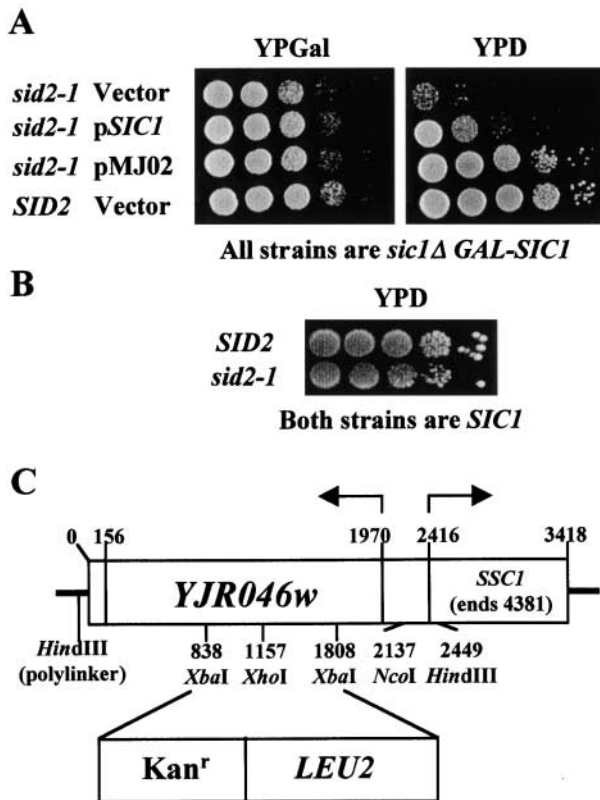 A
YPGal YPD
sid2-1 Vector
sid2-1 pSIC1
sid2-1 pMJ02
SID2 Vector
All strains are sic1Δ GAL-SIC1
B
YPD
SID2
sid2-1
Both strains are SIC1
C
0 156 1970 2416 3418
YJR046w
SSC1
(ends 4381)
HindIII
(polylinker)
838 1157 1808 2137 2449
XbaI XhoI XbaI NcoI HindIII
Kanr LEU2